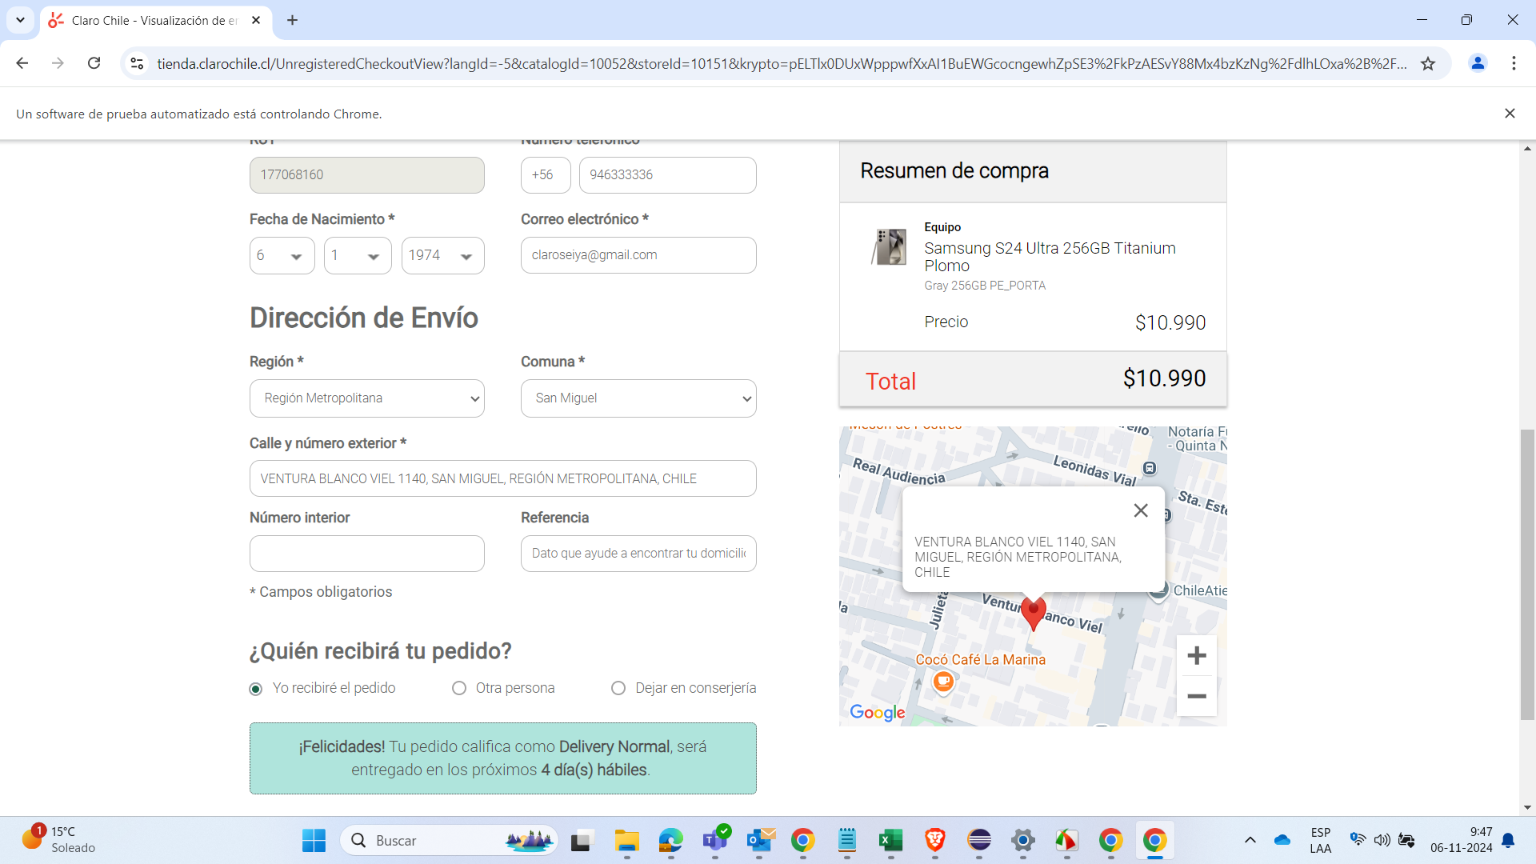 Claro Chile - Visualización de e
tienda.clarochile.cl/UnregisteredCheckoutView?langId=-5&catalogId=10052&storeId=10151&krypto=pELTlx0DUxWpppwfXxAI1BuEWGcocngewhZpSE3%2FkPzAESvY88Mx4bzKzNg%2FdlhLOxa%2B%2F...
Un software de prueba automatizado está controlando Chrome.
RUT
Número telefónico
177068160
+56
946333336
Fecha de Nacimiento *
Correo electrónico *
6
1
1974
claroseiya@gmail.com
Dirección de Envío
Región *
Comuna *
Región Metropolitana
San Miguel
Calle y número exterior *
VENTURA BLANCO VIEL 1140, SAN MIGUEL, REGIÓN METROPOLITANA, CHILE
Número interior
Referencia
Dato que ayude a encontrar tu domicili
* Campos obligatorios
¿Quién recibirá tu pedido?
Yo recibiré el pedido
Otra persona
Dejar en conserjería
¡Felicidades! Tu pedido califica como Delivery Normal, será
entregado en los próximos 4 día(s) hábiles.
Resumen de compra
Equipo
Samsung S24 Ultra 256GB Titanium
Plomo
Gray 256GB PE_PORTA
Precio
$10.990
Total
$10.990
Notaría F
- Quinta N
Real Audiencia
Leonidas Vial
Sta. Este
VENTURA BLANCO VIEL 1140, SAN
MIGUEL, REGIÓN METROPOLITANA,
CHILE
ChileAtie
Julieta
Ventura Blanco Viel
Cocó Café La Marina
Google
1
15°C
Soleado
Buscar
ESP
LAA
9:47
06-11-2024